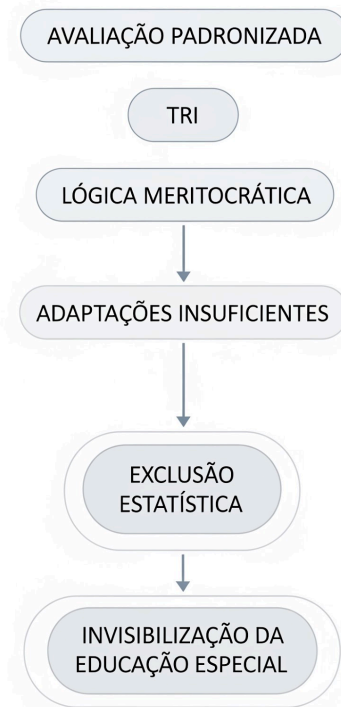 AVALIAÇÃO PADRONIZADA
TRI
LÓGICA MERITOCRÁTICA
ADAPTAÇÕES INSUFICIENTES
EXCLUSÃO
ESTATÍSTICA
INVISIBILIZAÇÃO DA
EDUCAÇÃO ESPECIAL